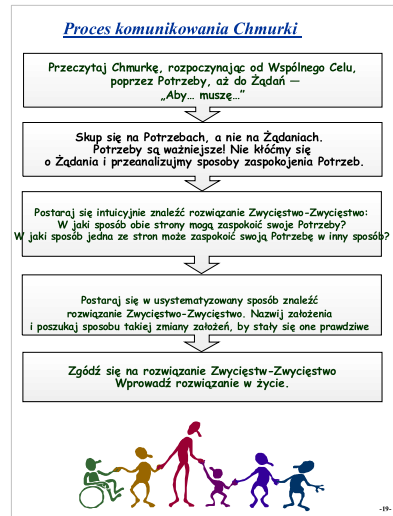 Proces komunikowania Chmurki
Przeczytaj Chmurkę, rozpoczynając od Wspólnego Celu,
poprzez Potrzeby, aż do Żądań —
„Aby… muszę…”
Skup się na Potrzebach, a nie na Żądaniach.
Potrzeby są ważniejsze! Nie kłóćmy się
o Żądania i przeanalizujmy sposoby zaspokojenia Potrzeb.
Postaraj się intuicyjnie znaleźć rozwiązanie Zwycięstwo-Zwycięstwo:
W jaki sposób obie strony mogą zaspokoić swoje Potrzeby?
W jaki sposób jedna ze stron może zaspokoić swoją Potrzebę w inny sposób?
Postaraj się w usystematyzowany sposób znaleźć
rozwiązanie Zwycięstwo-Zwycięstwo. Nazwij założenia
i poszukaj sposobu takiej zmiany założeń, by stały się one prawdziwe
Zgódź się na rozwiązanie Zwycięstw-Zwycięstwo
Wprowadź rozwiązanie w życie.
-19-